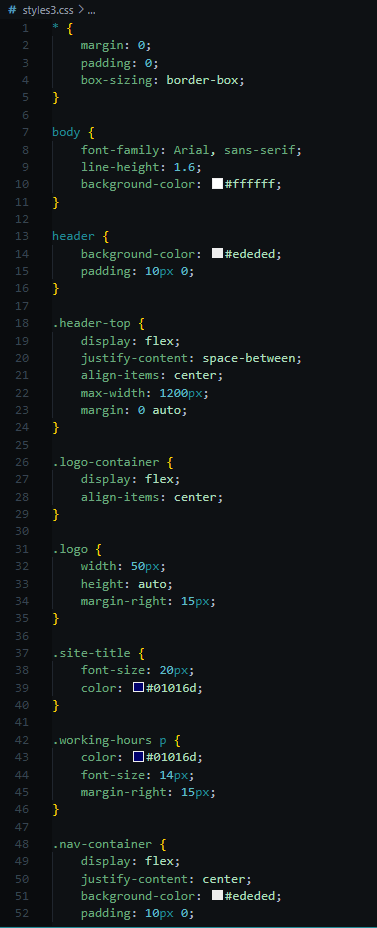 # styles3.css > ...
1 * {
2     margin: 0;
3     padding: 0;
4     box-sizing: border-box;
5 }
6
7 body {
8     font-family: Arial, sans-serif;
9     line-height: 1.6;
10     background-color: #ffffff;
11 }
12
13 header {
14     background-color: #ededed;
15     padding: 10px 0;
16 }
17
18 .header-top {
19     display: flex;
20     justify-content: space-between;
21     align-items: center;
22     max-width: 1200px;
23     margin: 0 auto;
24 }
25
26 .logo-container {
27     display: flex;
28     align-items: center;
29 }
30
31 .logo {
32     width: 50px;
33     height: auto;
34     margin-right: 15px;
35 }
36
37 .site-title {
38     font-size: 20px;
39     color: #01016d;
40 }
41
42 .working-hours p {
43     color: #01016d;
44     font-size: 14px;
45     margin-right: 15px;
46 }
47
48 .nav-container {
49     display: flex;
50     justify-content: center;
51     background-color: #ededed;
52     padding: 10px 0;